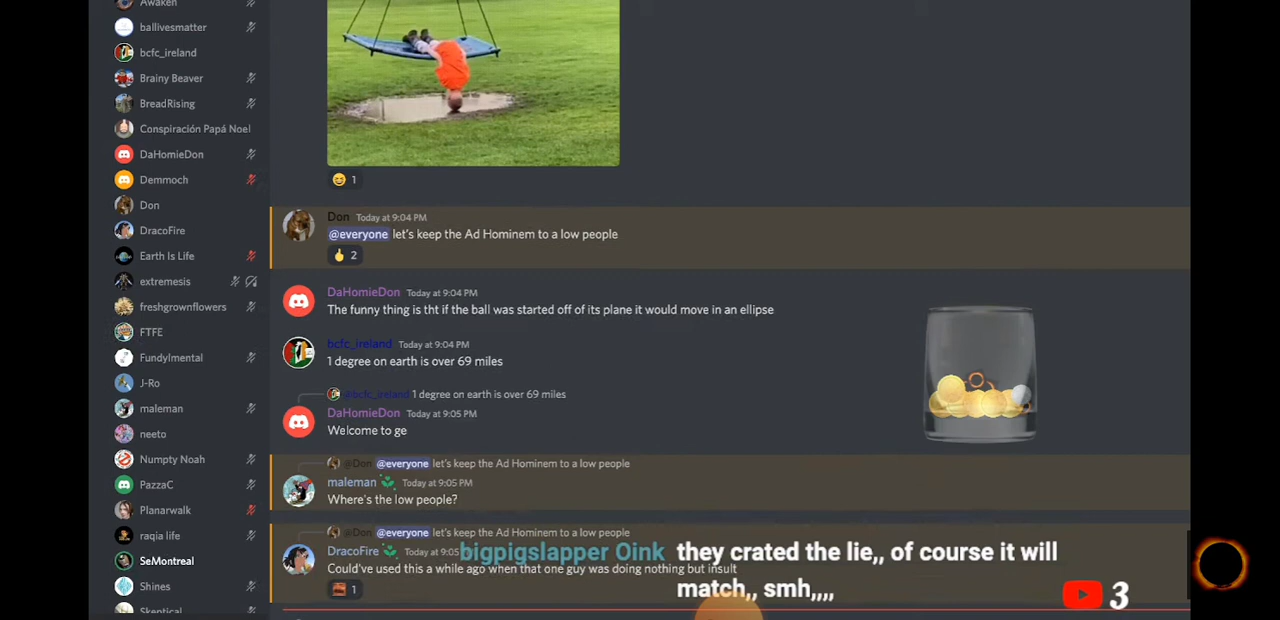 Awaken
ballivesmatter
bcfc_ireland
Brainy Beaver
BreadRising
Conspiración Papá Noel
DaHomieDon
Demmoch
Don
DracoFire
Earth Is Life
extremesis
freshgrownflowers
FTFE
FundyImental
J-Ro
maleman
neeto
Numpty Noah
PazzaC
Planarwalk
raqia life
SeMontreal
Shines
Skeptical
1
Don Today at 9:04 PM
@everyone let's keep the Ad Hominem to a low people
2
DaHomieDon Today at 9:04 PM
The funny thing is tht if the ball was started off of its plane it would move in an ellipse
bcfc_ireland Today at 9:04 PM
1 degree on earth is over 69 miles
@bcfc_ireland 1 degree on earth is over 69 miles
DaHomieDon Today at 9:05 PM
Welcome to ge
@Don @everyone let's keep the Ad Hominem to a low people
maleman Today at 9:05 PM
Where's the low people?
@Don @everyone let's keep the Ad Hominem to a low people
DracoFire Today at 9:05
Could've used this a while ago when that one guy was doing nothing but insult
1
bigpigslapper Oink they crated the lie,, of course it will
match,, smh,,,,
3